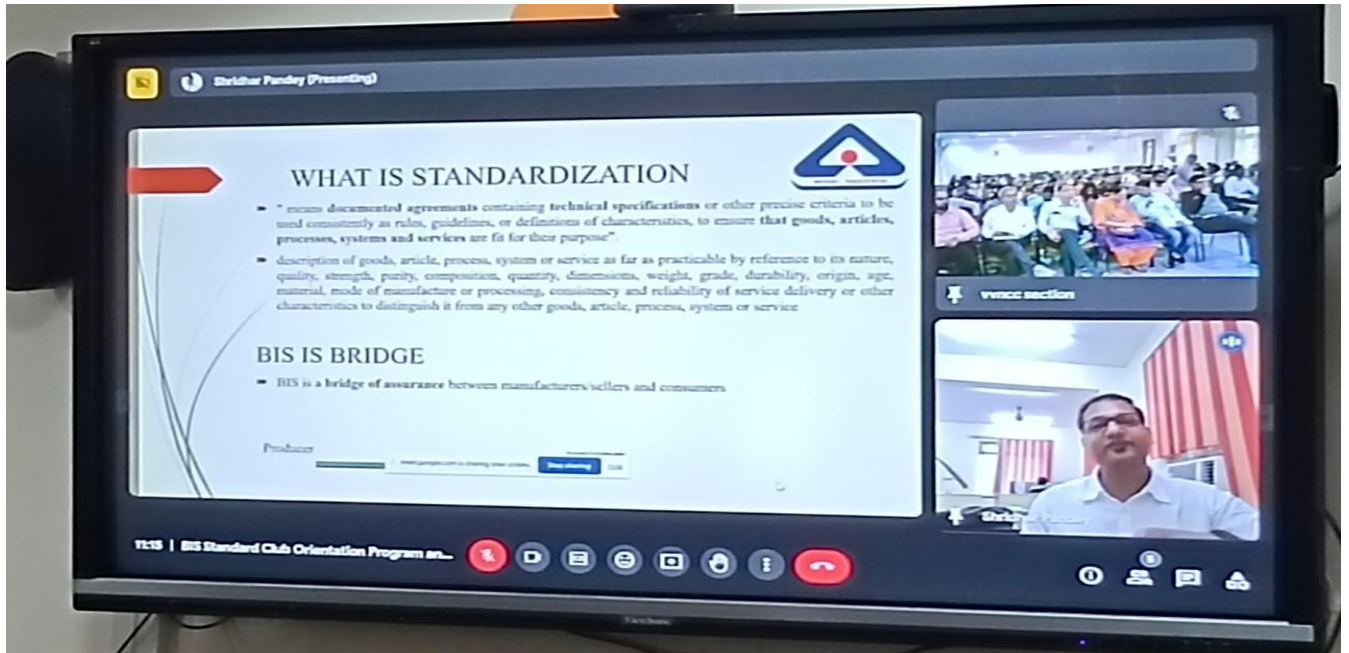 Shridhar Pandey (Presenting)
WHAT IS STANDARDIZATION
" means documented agreements containing technical specifications or other precise criteria to be
used consistently as rules, guidelines, or definitions of characteristics, to ensure that goods, articles,
processes, systems and services are fit for their purpose".
description of goods, article, process, system or service as far as practicable by reference to its nature,
quality, strength, purity, composition, quantity, dimensions, weight, grade, durability, origin, age,
material, mode of manufacture or processing, consistency and reliability of service delivery or other
characteristics to distinguish it from any other goods, article, process, system or service
BIS IS BRIDGE
BIS is a bridge of assurance between manufacturers/sellers and consumers
Producer
meet.google.com is sharing your screen.
Stop sharing
Hide
vvncc section
11:15 | BIS Standard Club Orientation Program an...
8
ViewSonic